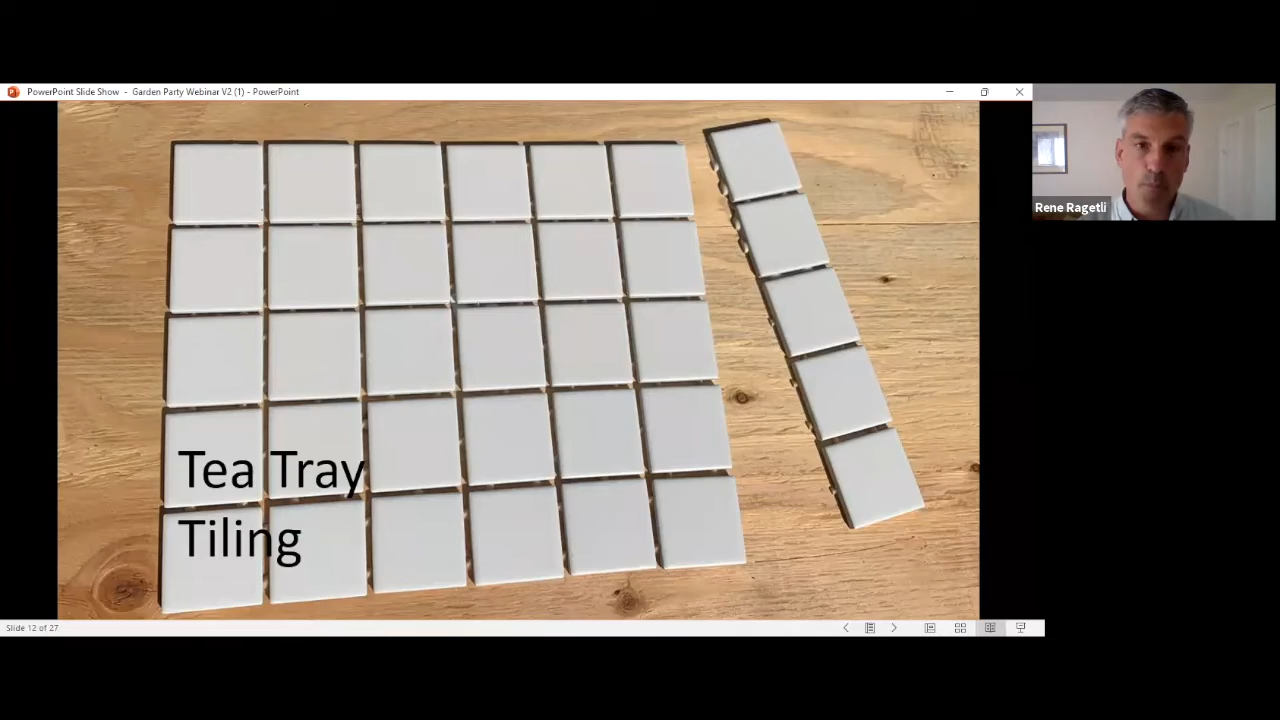 PowerPoint Slide Show - Garden Party Webinar V2 (1) - PowerPoint
Rene Ragetli
Tea Tray
Tiling
Slide 12 of 27